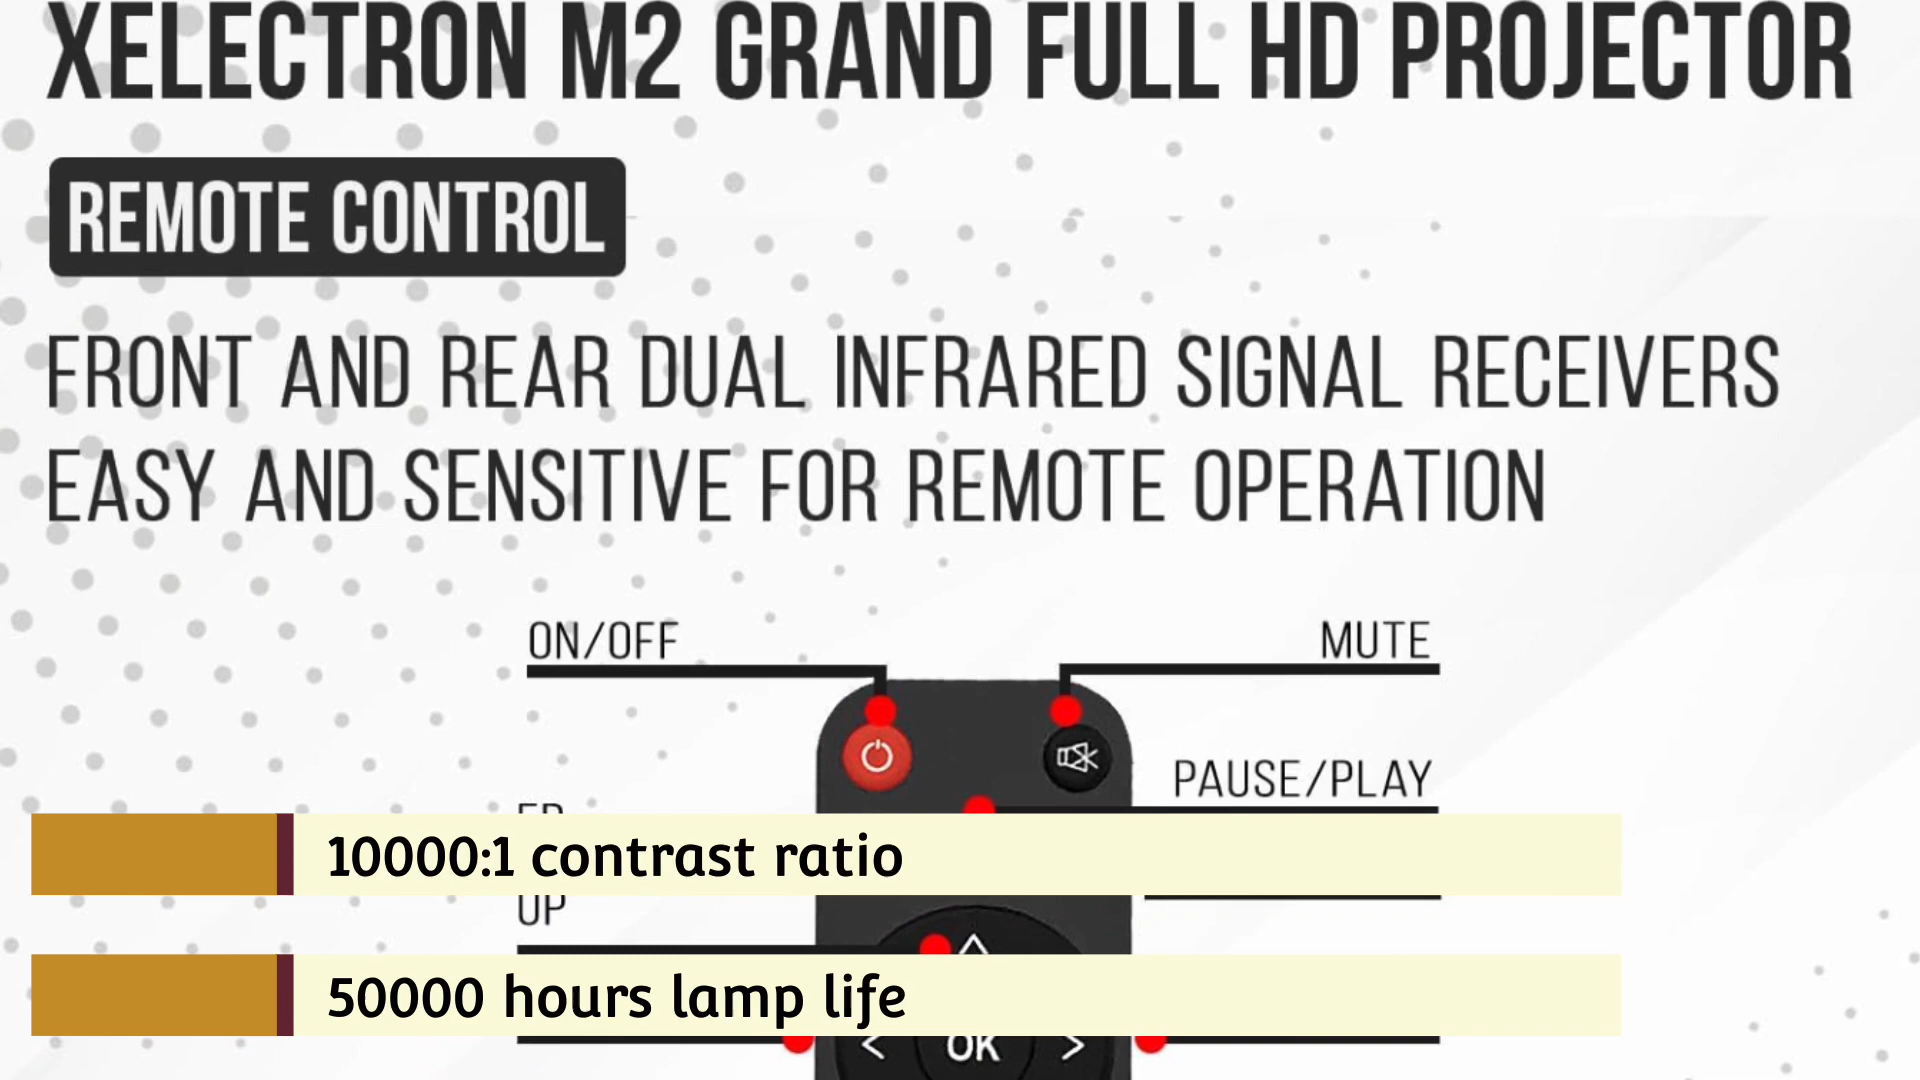 XELECTRON M2 GRAND FULL HD PROJECTOR
REMOTE CONTROL
FRONT AND REAR DUAL INFRARED SIGNAL RECEIVERS
EASY AND SENSITIVE FOR REMOTE OPERATION
ON/OFF
MUTE
PAUSE/PLAY
10000:1 contrast ratio
UP
50000 hours lamp life
< OK >